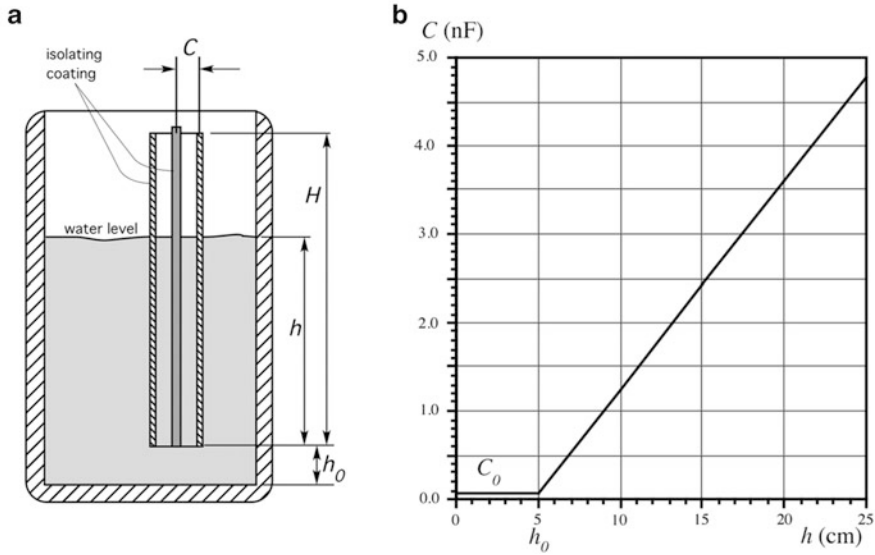 a
isolating
coating
C
H
water level
h
h0
b
C (nF)
5.0
4.0
3.0
2.0
1.0
0.0
C0
0
5
10
15
20
25
h0
h (cm)